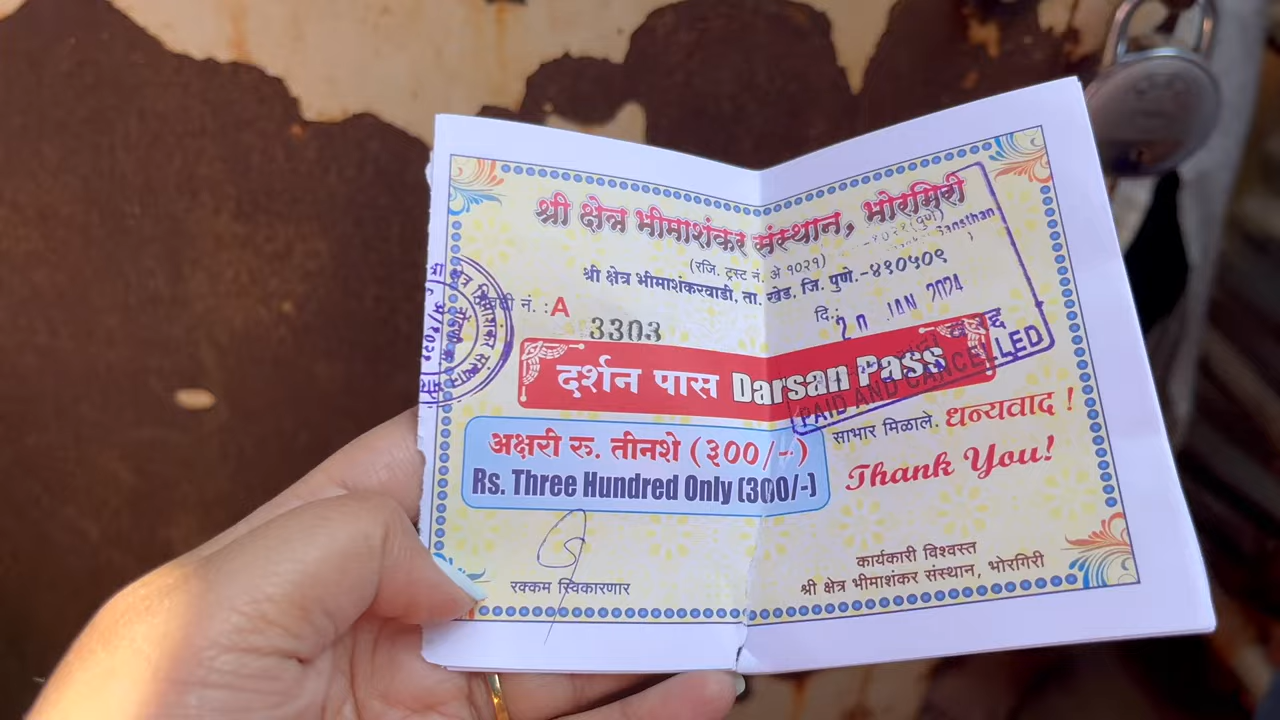 श्री क्षेत्र भीमाशंकर संस्थान, भोरगिरी
(रजि. ट्रस्ट नं. अे १०२१)
श्री क्षेत्र भीमाशंकरवाडी, ता. खेड, जि. पुणे.-४१०५०९
नं. : A 3303
दि.: 20 JAN 2024
दर्शन पास Darsan Pass
PAID AND CANCELLED
अक्षरी रु. तीनशे (३००/-)
Rs. Three Hundred Only (300/-)
साभार मिळाले. धन्यवाद !
Thank You!
रक्कम स्विकारणार
कार्यकारी विश्वस्त
श्री क्षेत्र भीमाशंकर संस्थान, भोरगिरी